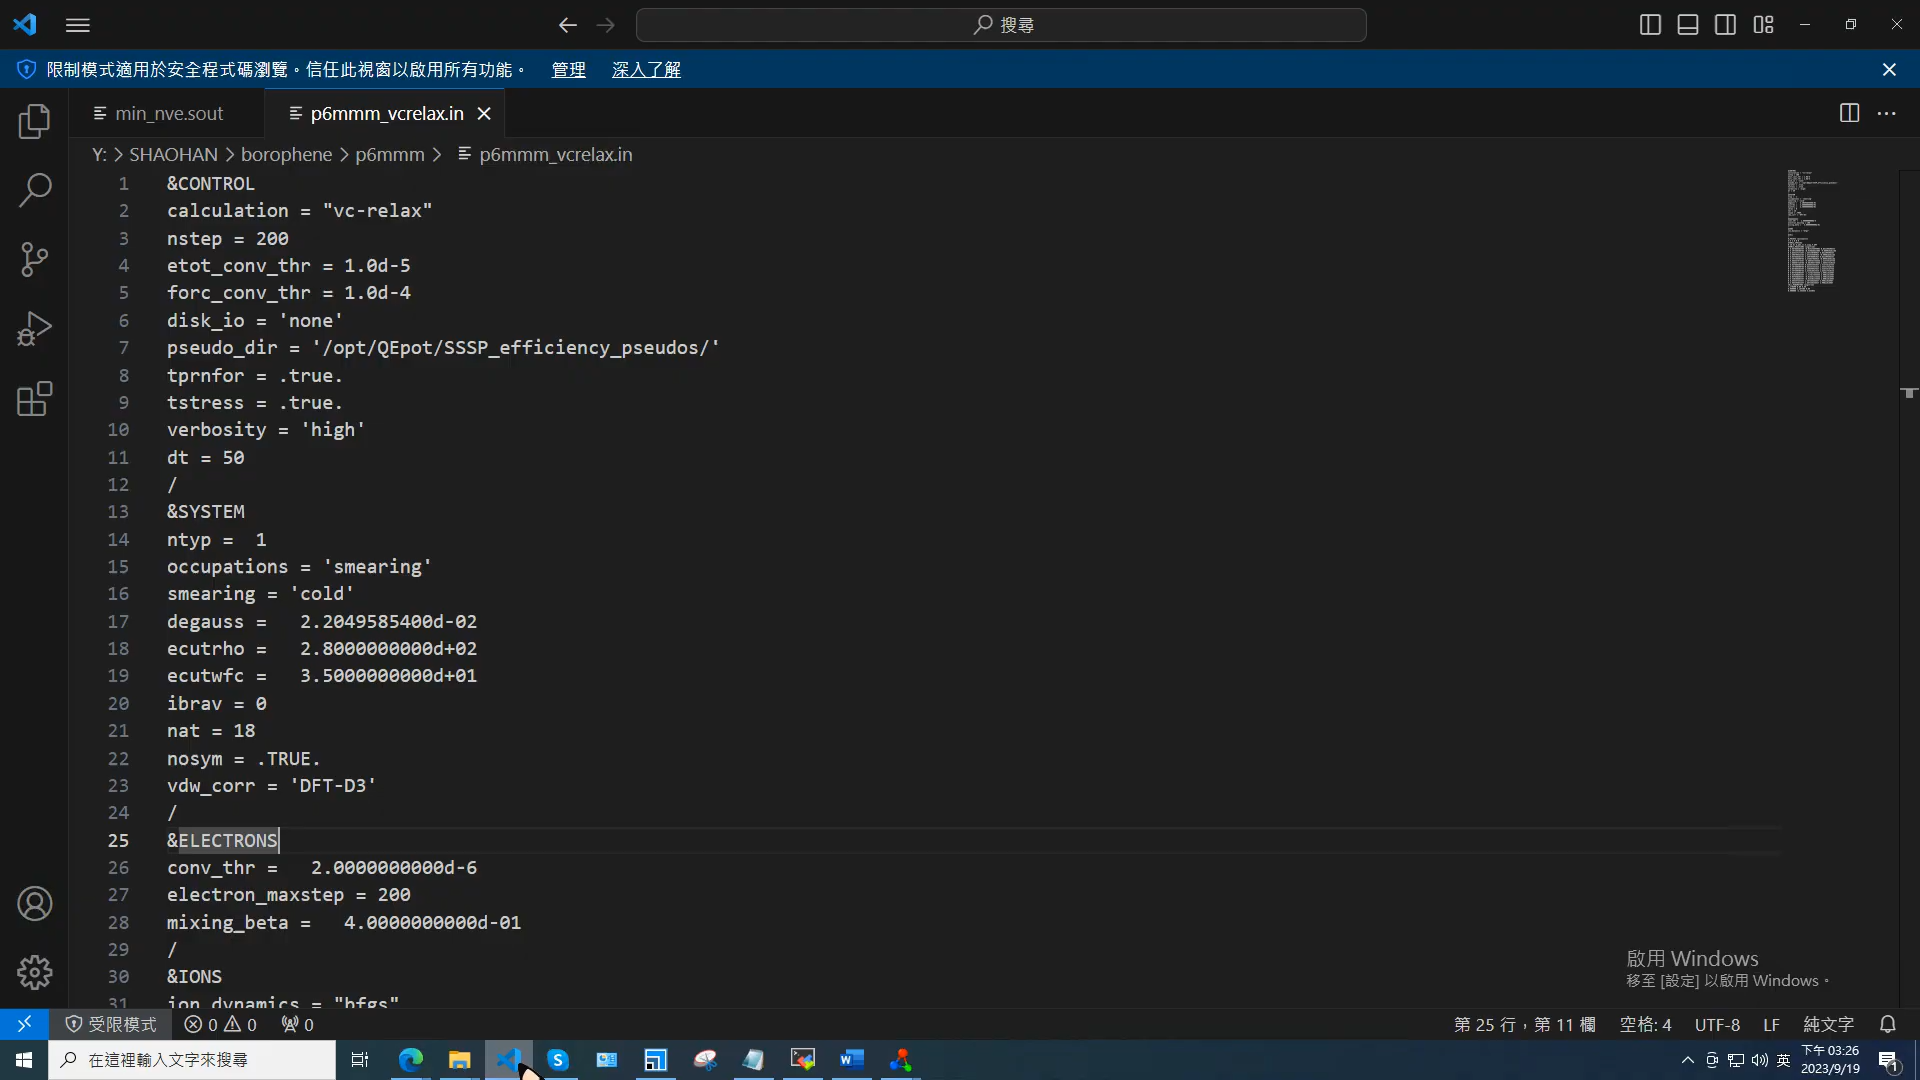 搜尋
限制模式適用於安全程式碼瀏覽。信任此視窗以啟用所有功能。 管理 深入了解
min_nve.sout p6mmm_vcrelax.in
Y: > SHAOHAN > borophene > p6mmm > p6mmm_vcrelax.in
1 &CONTROL
2 calculation = "vc-relax"
3 nstep = 200
4 etot_conv_thr = 1.0d-5
5 forc_conv_thr = 1.0d-4
6 disk_io = 'none'
7 pseudo_dir = '/opt/QEpot/SSSP_efficiency_pseudos/'
8 tprnfor = .true.
9 tstress = .true.
10 verbosity = 'high'
11 dt = 50
12 /
13 &SYSTEM
14 ntyp =  1
15 occupations = 'smearing'
16 smearing = 'cold'
17 degauss =   2.2049585400d-02
18 ecutrho =   2.8000000000d+02
19 ecutwfc =   3.5000000000d+01
20 ibrav = 0
21 nat = 18
22 nosym = .TRUE.
23 vdw_corr = 'DFT-D3'
24 /
25 &ELECTRONS
26 conv_thr =   2.0000000000d-6
27 electron_maxstep = 200
28 mixing_beta =   4.0000000000d-01
29 /
30 &IONS
31 ion_dynamics = "bfgs"
啟用 Windows
移至 [設定] 以啟用 Windows。
受限模式 0 0 0 第 25 行，第 11 欄 空格: 4 UTF-8 LF 純文字
在這裡輸入文字來搜尋 英 下午 03:26
2023/9/19 1